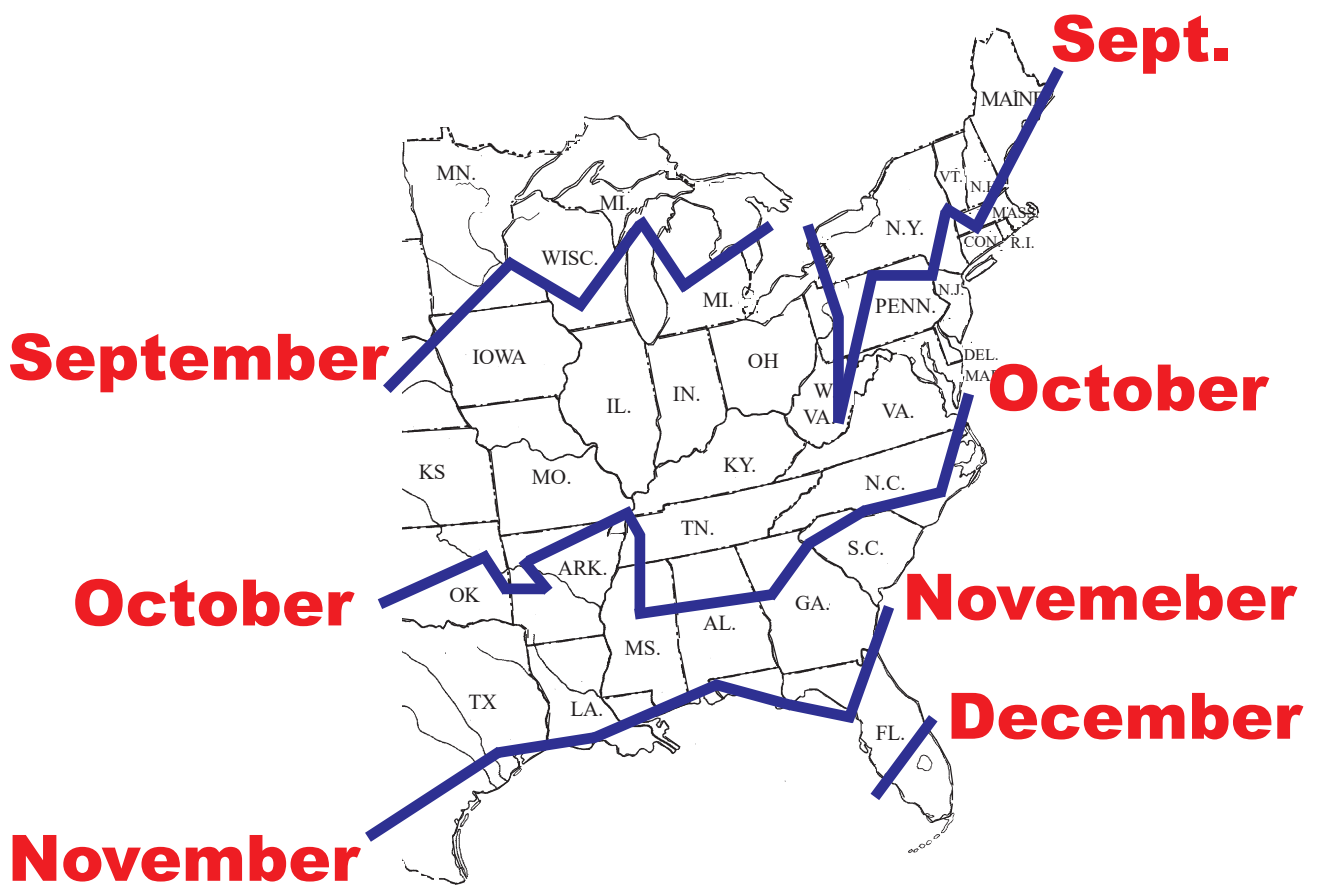 Sept.
MAINE
MN.
VT.
N.H
MI.
MASS.
N.Y.
CON.
R.I.
WISC.
N.J.
MI.
PENN.
September
IOWA
OH
DEL.
MA
October
W
VA.
IN.
IL.
VA.
KS
MO.
KY.
N.C.
TN.
S.C.
ARK.
October
OK
GA.
Novemeber
AL.
MS.
TX
LA.
FL.
December
November